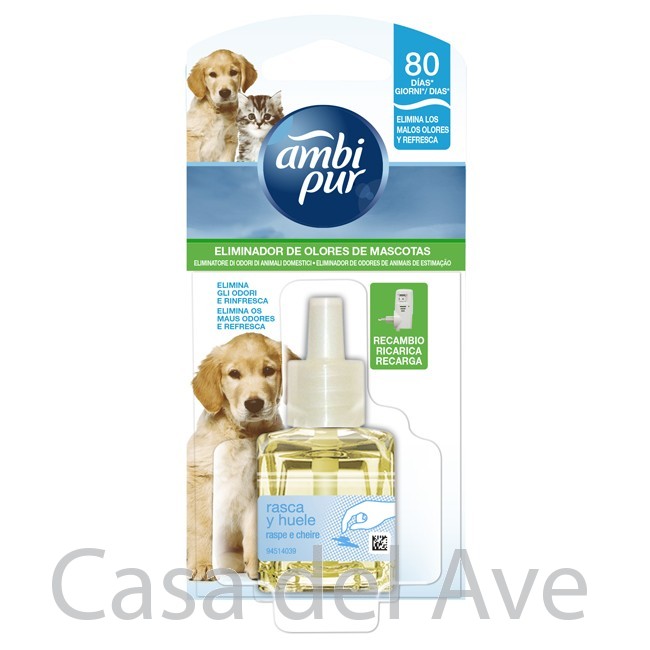 80
DÍAS*
GIORNI*/DIAS*
ELIMINA LOS
MALOS OLORES
Y REFRESCA
ambi
pur
ELIMINADOR DE OLORES DE MASCOTAS
ELIMINATORE DI ODORI DI ANIMALI DOMESTICI • ELIMINADOR DE ODORES DE ANIMAIS DE ESTIMAÇÃO
ELIMINA
GLI ODORI
E RINFRESCA
ELIMINA OS
MAUS ODORES
E REFRESCA
RECAMBIO
RICARICA
RECARGA
rasca
y huele
raspe e cheire
94514039
Casa del Ave